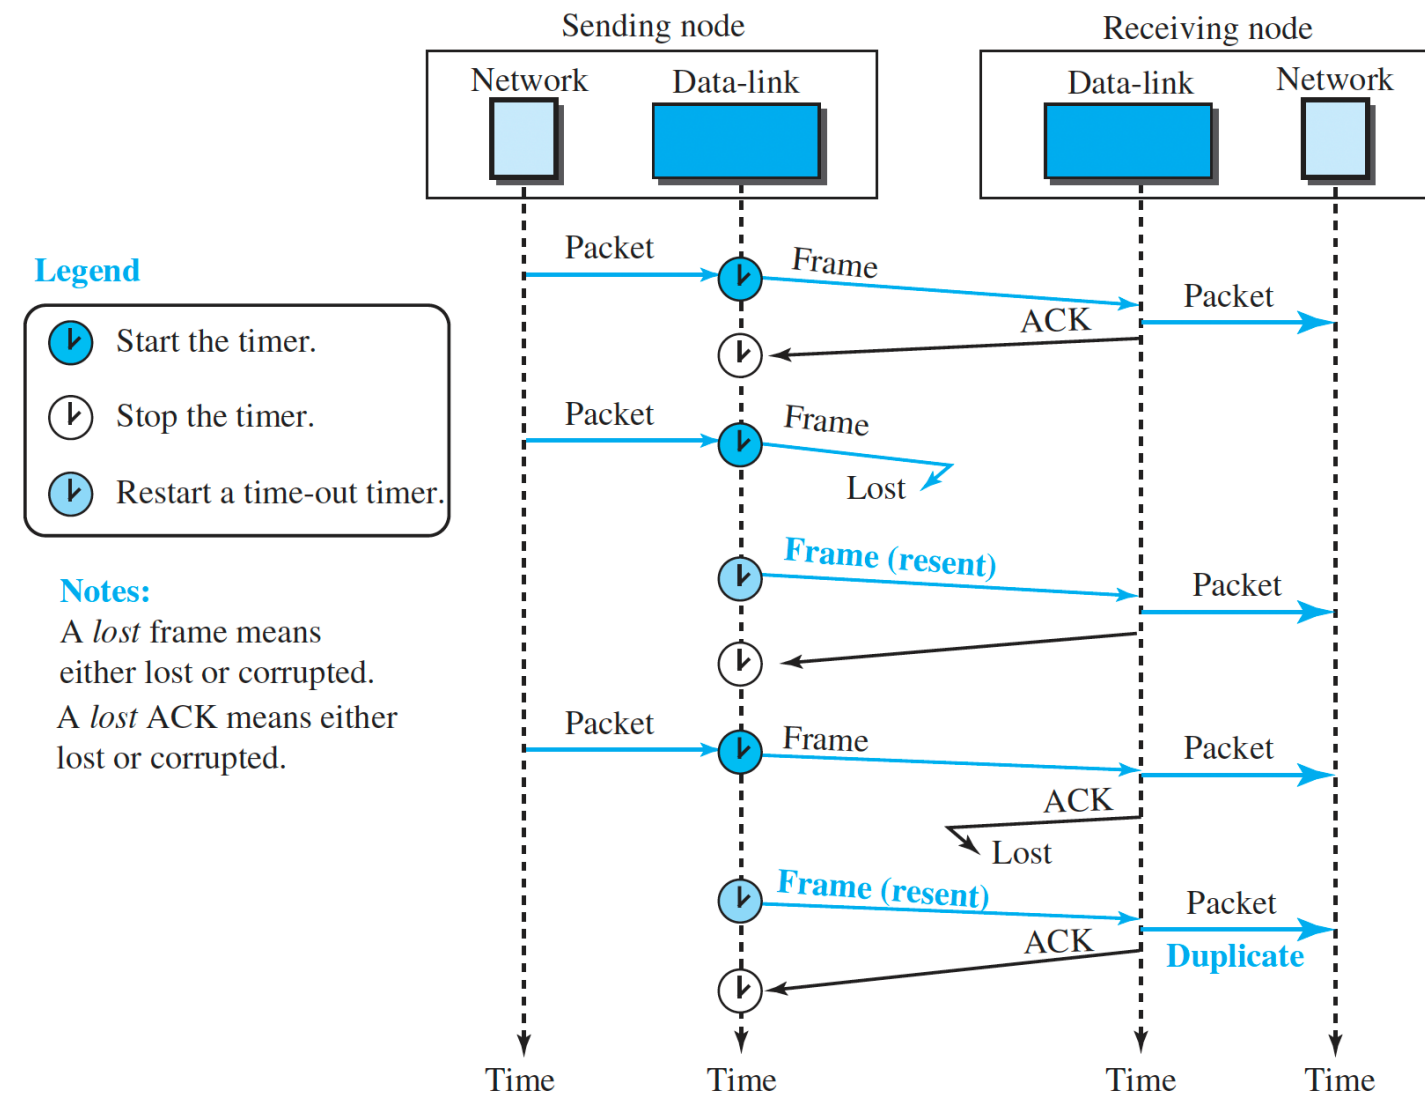 Sending node
Receiving node
Network
Data-link
Data-link
Network
Packet
Frame
Legend
Packet
ACK
Start the timer.
Packet
Frame
Stop the timer.
Lost
Restart a time-out timer.
Frame (resent)
Packet
Notes:
A lost frame means
either lost or corrupted.
A lost ACK means either
lost or corrupted.
Packet
Frame
Packet
ACK
Lost
Frame (resent)
Packet
ACK
Duplicate
Time
Time
Time
Time